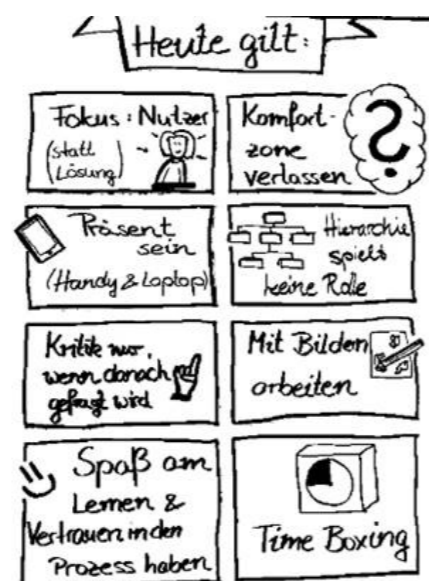 Heute gilt:
Fokus: Nutzer
(statt
Lösung)
Komfort-
zone
verlassen
?
Präsent
sein
(Handy & Laptop)
Hierarchie
spielt
keine Rolle
Kritik nur,
wenn danach
gefragt wird
Mit Bildern
arbeiten
Spaß am
Lernen &
Vertrauen in den
Prozess haben
Time Boxing